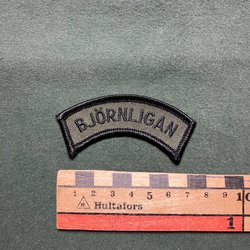 BJÖRNLIGAN
1 2 3 4 5 6 7 8 9 10
Hultafors
1